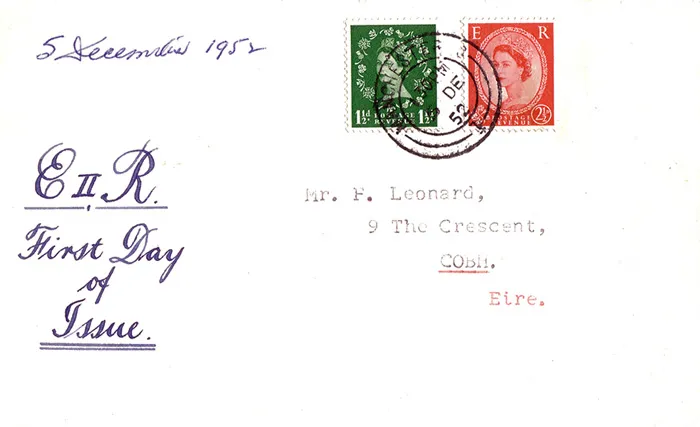 5 December 1952
E II R.
First Day
of
Issue.
1½d POSTAGE REVENUE 1½d
E R
POSTAGE REVENUE 2½d
DE
52
Mr. F. Leonard,
9 The Crescent,
COBH.
Eire.